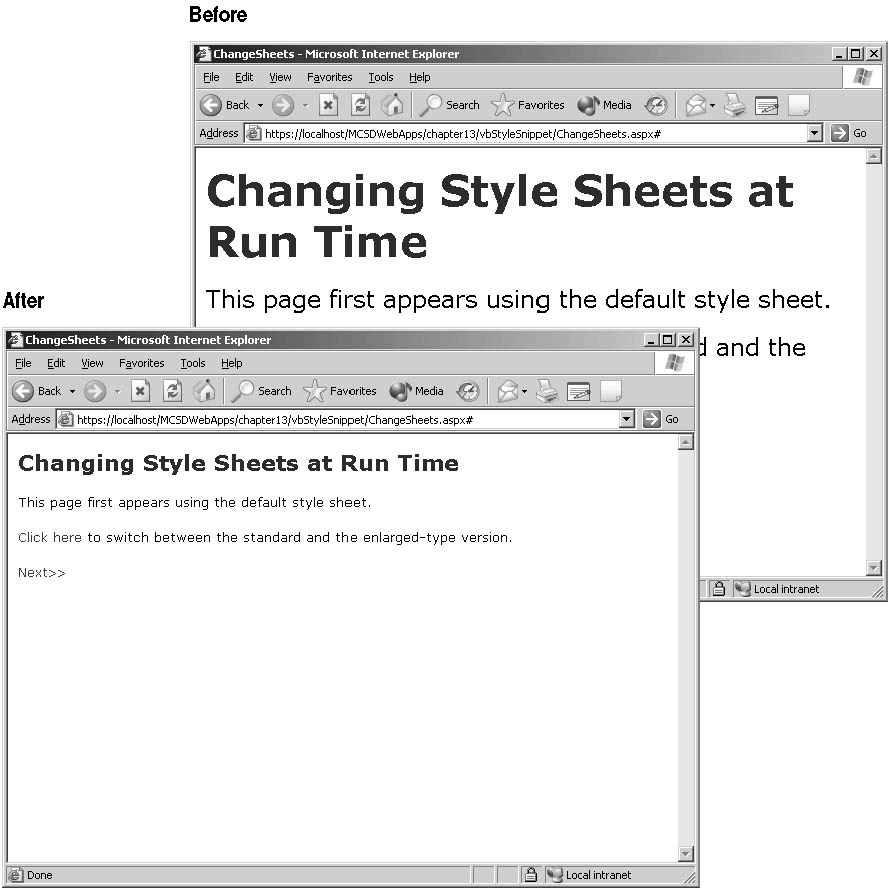 Before
ChangeSheets - Microsoft Internet Explorer
File Edit View Favorites Tools Help
Back Search Favorites Media
Address https://localhost/MCSDWebApps/chapter13/vbStyleSnippet/ChangeSheets.aspx# Go
Changing Style Sheets at
Run Time
This page first appears using the default style sheet.
and the
Local intranet
After
ChangeSheets - Microsoft Internet Explorer
File Edit View Favorites Tools Help
Back Search Favorites Media
Address https://localhost/MCSDWebApps/chapter13/vbStyleSnippet/ChangeSheets.aspx# Go
Changing Style Sheets at Run Time
This page first appears using the default style sheet.
Click here to switch between the standard and the enlarged-type version.
Next>>
Done Local intranet